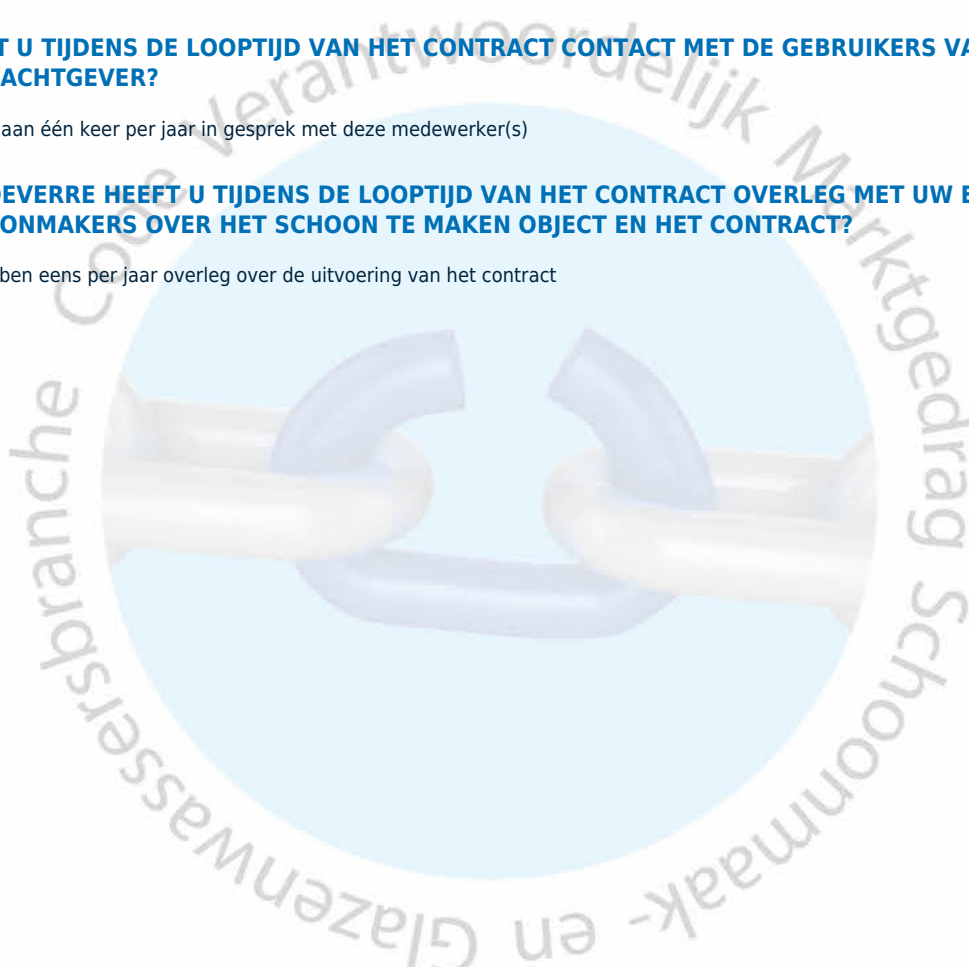 T U TIJDENS DE LOOPTIJD VAN HET CONTRACT CONTACT MET DE GEBRUIKERS VA
ACHTGEVER?
aan één keer per jaar in gesprek met deze medewerker(s)
EVERRE HEEFT U TIJDENS DE LOOPTIJD VAN HET CONTRACT OVERLEG MET UW E
ONMAKERS OVER HET SCHOON TE MAKEN OBJECT EN HET CONTRACT?
ben eens per jaar overleg over de uitvoering van het contract
Code Verantwoordelijk Marktgedrag Schoonmaak- en Glazenwassersbranche